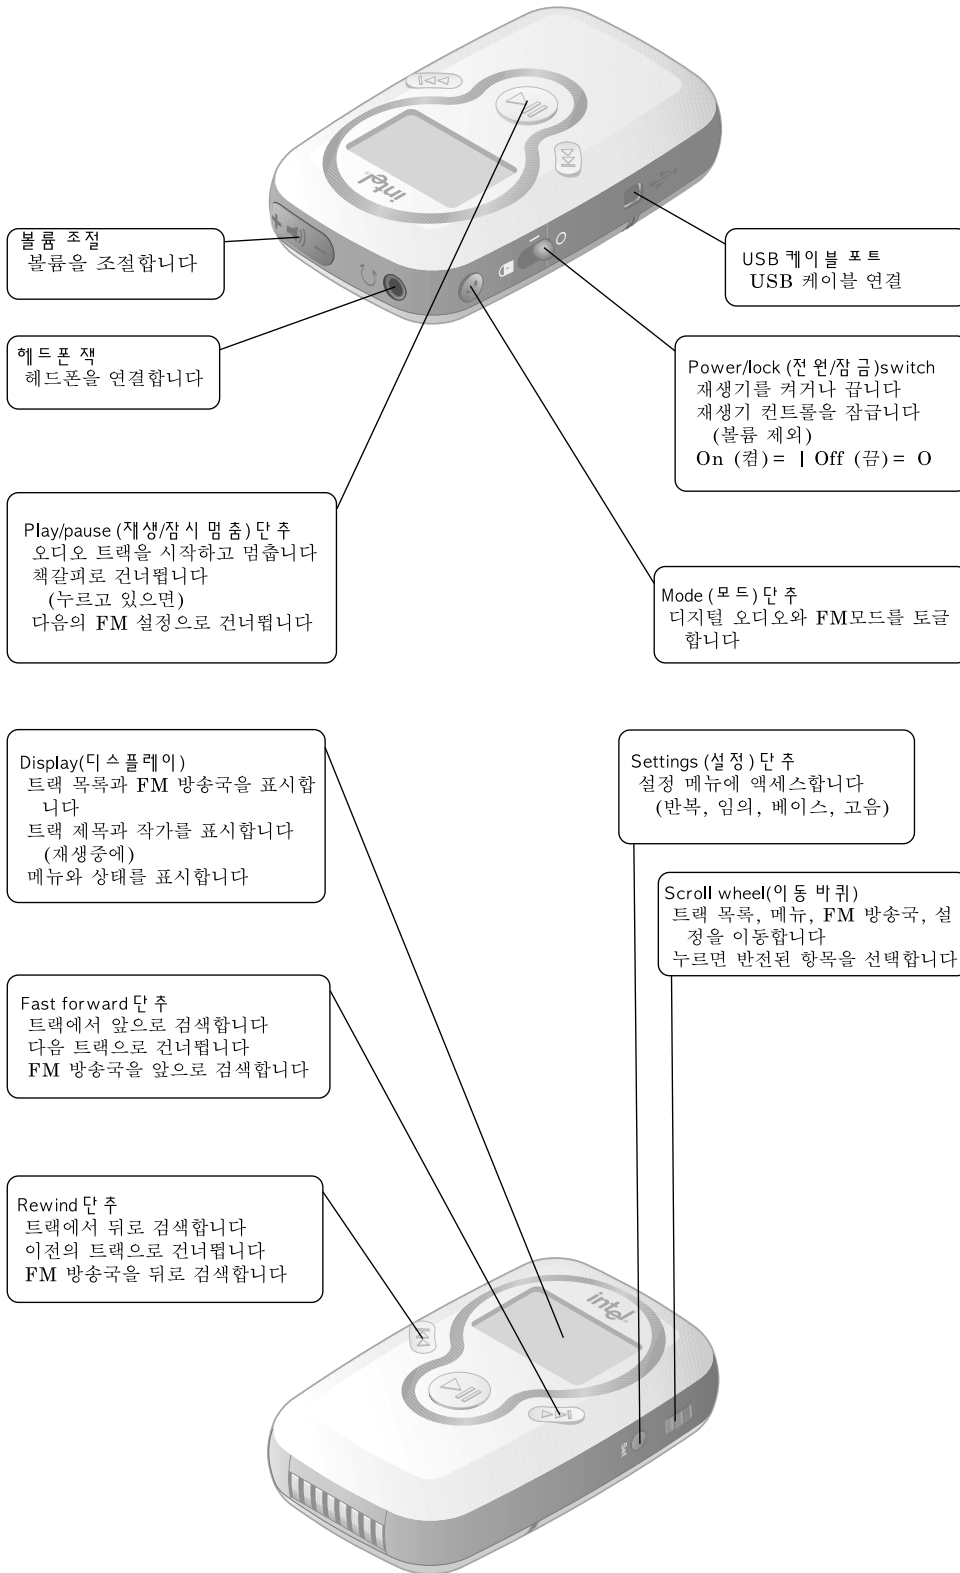 intel.
볼륨 조절
볼륨을 조절합니다
USB 케이블 포트
USB 케이블 연결
헤드폰 잭
헤드폰을 연결합니다
Power/lock (전원/잠금)switch
재생기를 켜거나 끕니다
재생기 컨트롤을 잠급니다
(볼륨 제외)
On (켬) = | Off (끔) = O
Play/pause (재생/잠시 멈춤) 단추
오디오 트랙을 시작하고 멈춥니다
책갈피로 건너뜁니다
(누르고 있으면)
다음의 FM 설정으로 건너뜁니다
Mode (모드) 단추
디지털 오디오와 FM모드를 토글
합니다
Display(디스플레이)
트랙 목록과 FM 방송국을 표시합
니다
트랙 제목과 작가를 표시합니다
(재생중에)
메뉴와 상태를 표시합니다
Settings (설정) 단추
설정 메뉴에 액세스합니다
(반복, 임의, 베이스, 고음)
Scroll wheel(이동 바퀴)
트랙 목록, 메뉴, FM 방송국, 설
정을 이동합니다
누르면 반전된 항목을 선택합니다
Fast forward 단추
트랙에서 앞으로 검색합니다
다음 트랙으로 건너뜁니다
FM 방송국을 앞으로 검색합니다
Rewind 단추
트랙에서 뒤로 검색합니다
이전의 트랙으로 건너뜁니다
FM 방송국을 뒤로 검색합니다
intel.
Set